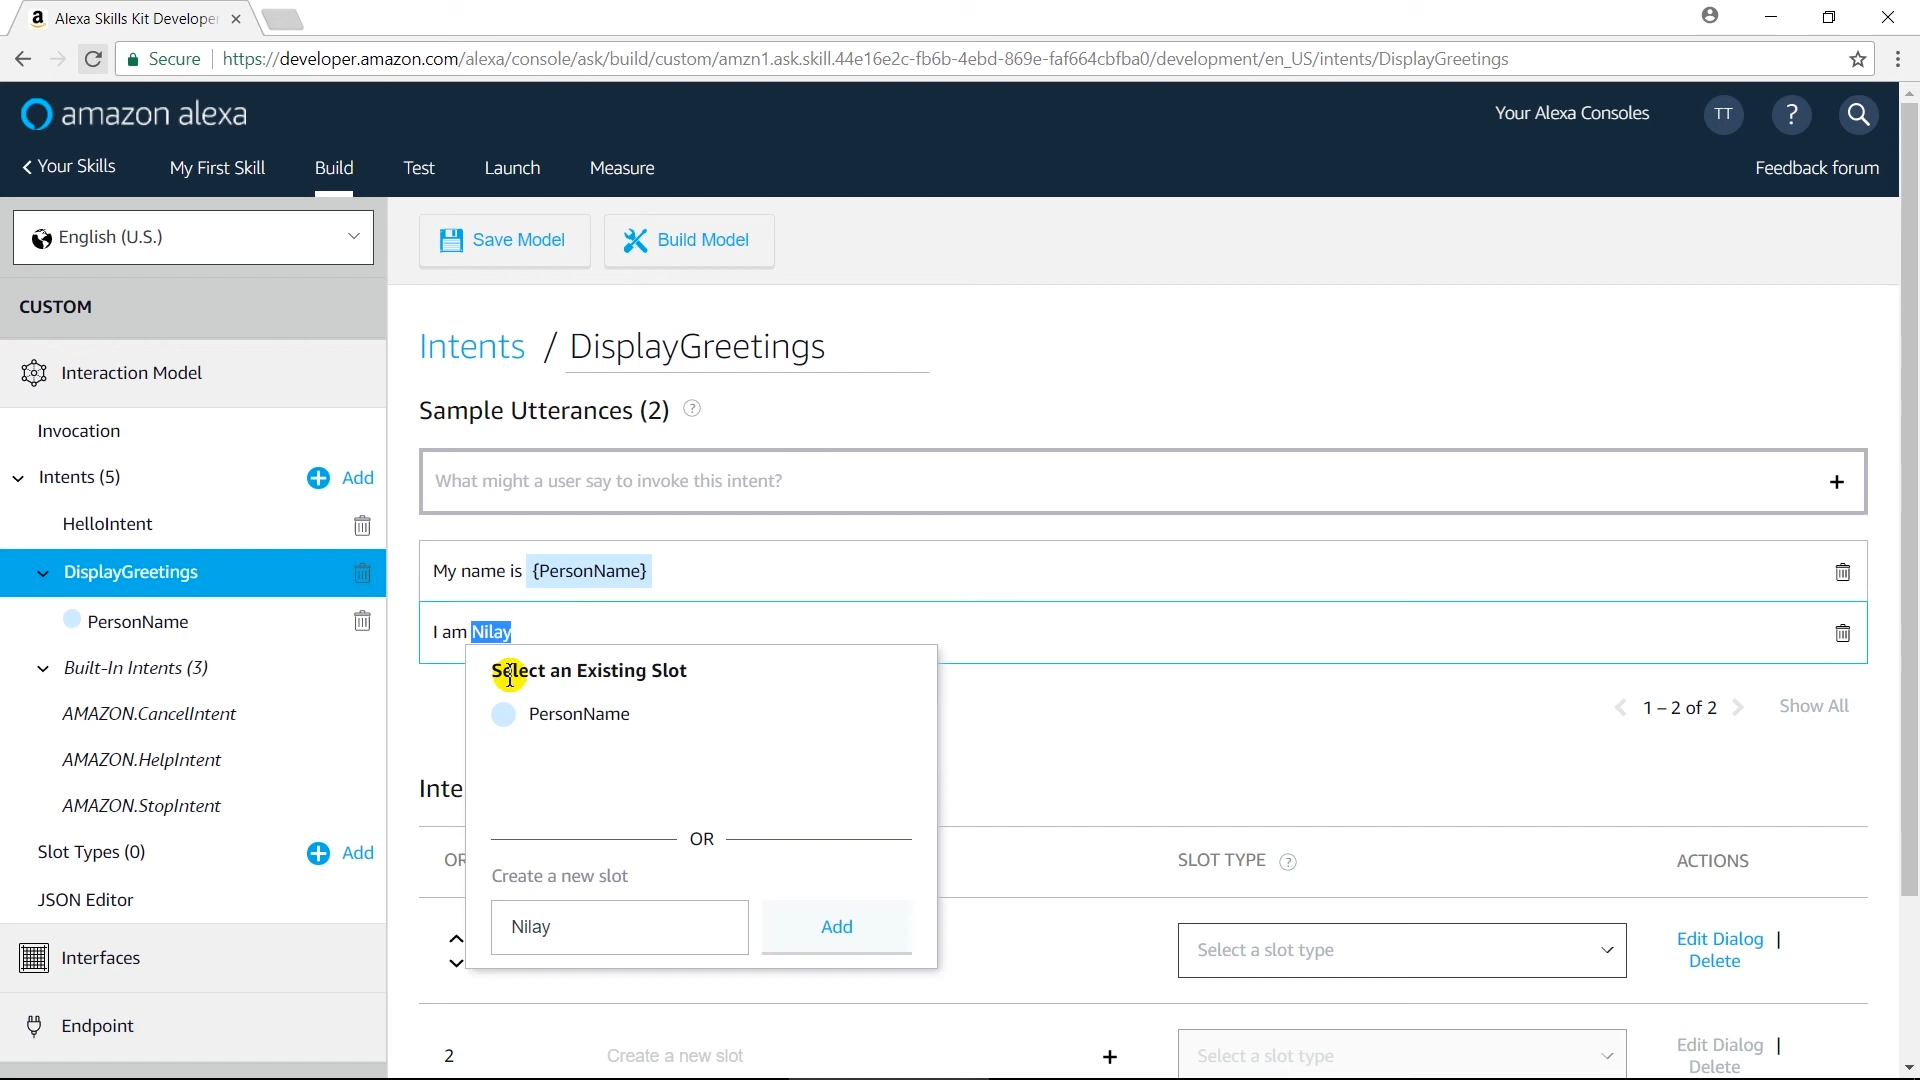 a Alexa Skills Kit Develope
Secure https://developer.amazon.com/alexa/console/ask/build/custom/amzn1.ask.skill.44e16e2c-fb6b-4ebd-869e-faf664cbfba0/development/en_US/intents/DisplayGreetings
amazon alexa
Your Alexa Consoles TT ?
Your Skills My First Skill Build Test Launch Measure Feedback forum
English (U.S.)
Save Model Build Model
CUSTOM
Interaction Model
Invocation
Intents (5) Add
HelloIntent
DisplayGreetings
PersonName
Built-In Intents (3)
AMAZON.CancelIntent
AMAZON.HelpIntent
AMAZON.StopIntent
Slot Types (0) Add
JSON Editor
Interfaces
Endpoint
Intents / DisplayGreetings
Sample Utterances (2) ?
What might a user say to invoke this intent? +
My name is {PersonName}
I am Nilay
Select an Existing Slot
PersonName
OR
Create a new slot
Nilay Add
1 – 2 of 2 Show All
Inte
OR SLOT TYPE ? ACTIONS
Select a slot type Edit Dialog |
Delete
2 Create a new slot + Select a slot type Edit Dialog |
Delete